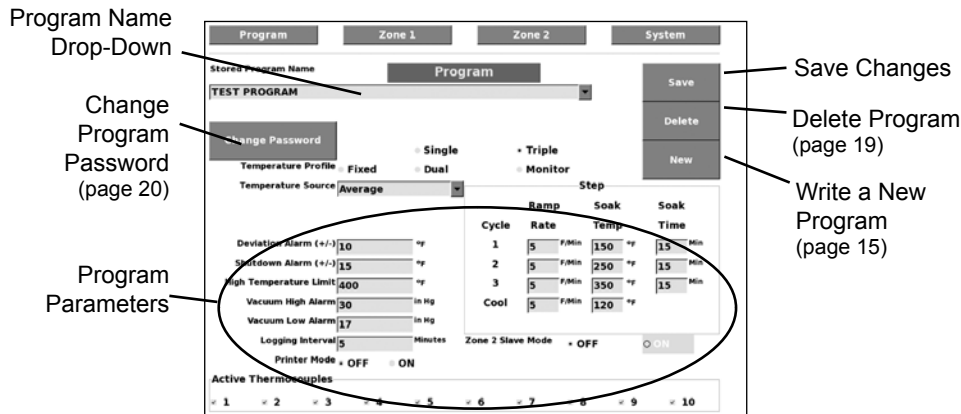 Program Name
Drop-Down
Change
Program
Password
(page 20)
Program
Parameters
Program Zone 1 Zone 2 System
Stored Program Name
Program
TEST PROGRAM
Save
Delete
New
Change Password
Temperature Profile
Single Triple
Fixed Dual Monitor
Temperature Source Average
Step
Ramp Soak Soak
Cycle Rate Temp Time
1 5 F/Min 150 °F 15 Min
2 5 F/Min 250 °F 15 Min
3 5 F/Min 350 °F 15 Min
Cool 5 F/Min 120 °F
Deviation Alarm (+/-) 10 °F
Shutdown Alarm (+/-) 15 °F
High Temperature Limit 400 °F
Vacuum High Alarm 30 in Hg
Vacuum Low Alarm 17 in Hg
Logging Interval 5 Minutes
Zone 2 Slave Mode OFF ON
Printer Mode OFF ON
Active Thermocouples
1 2 3 4 5 6 7 8 9 10
Save Changes
Delete Program
(page 19)
Write a New
Program
(page 15)